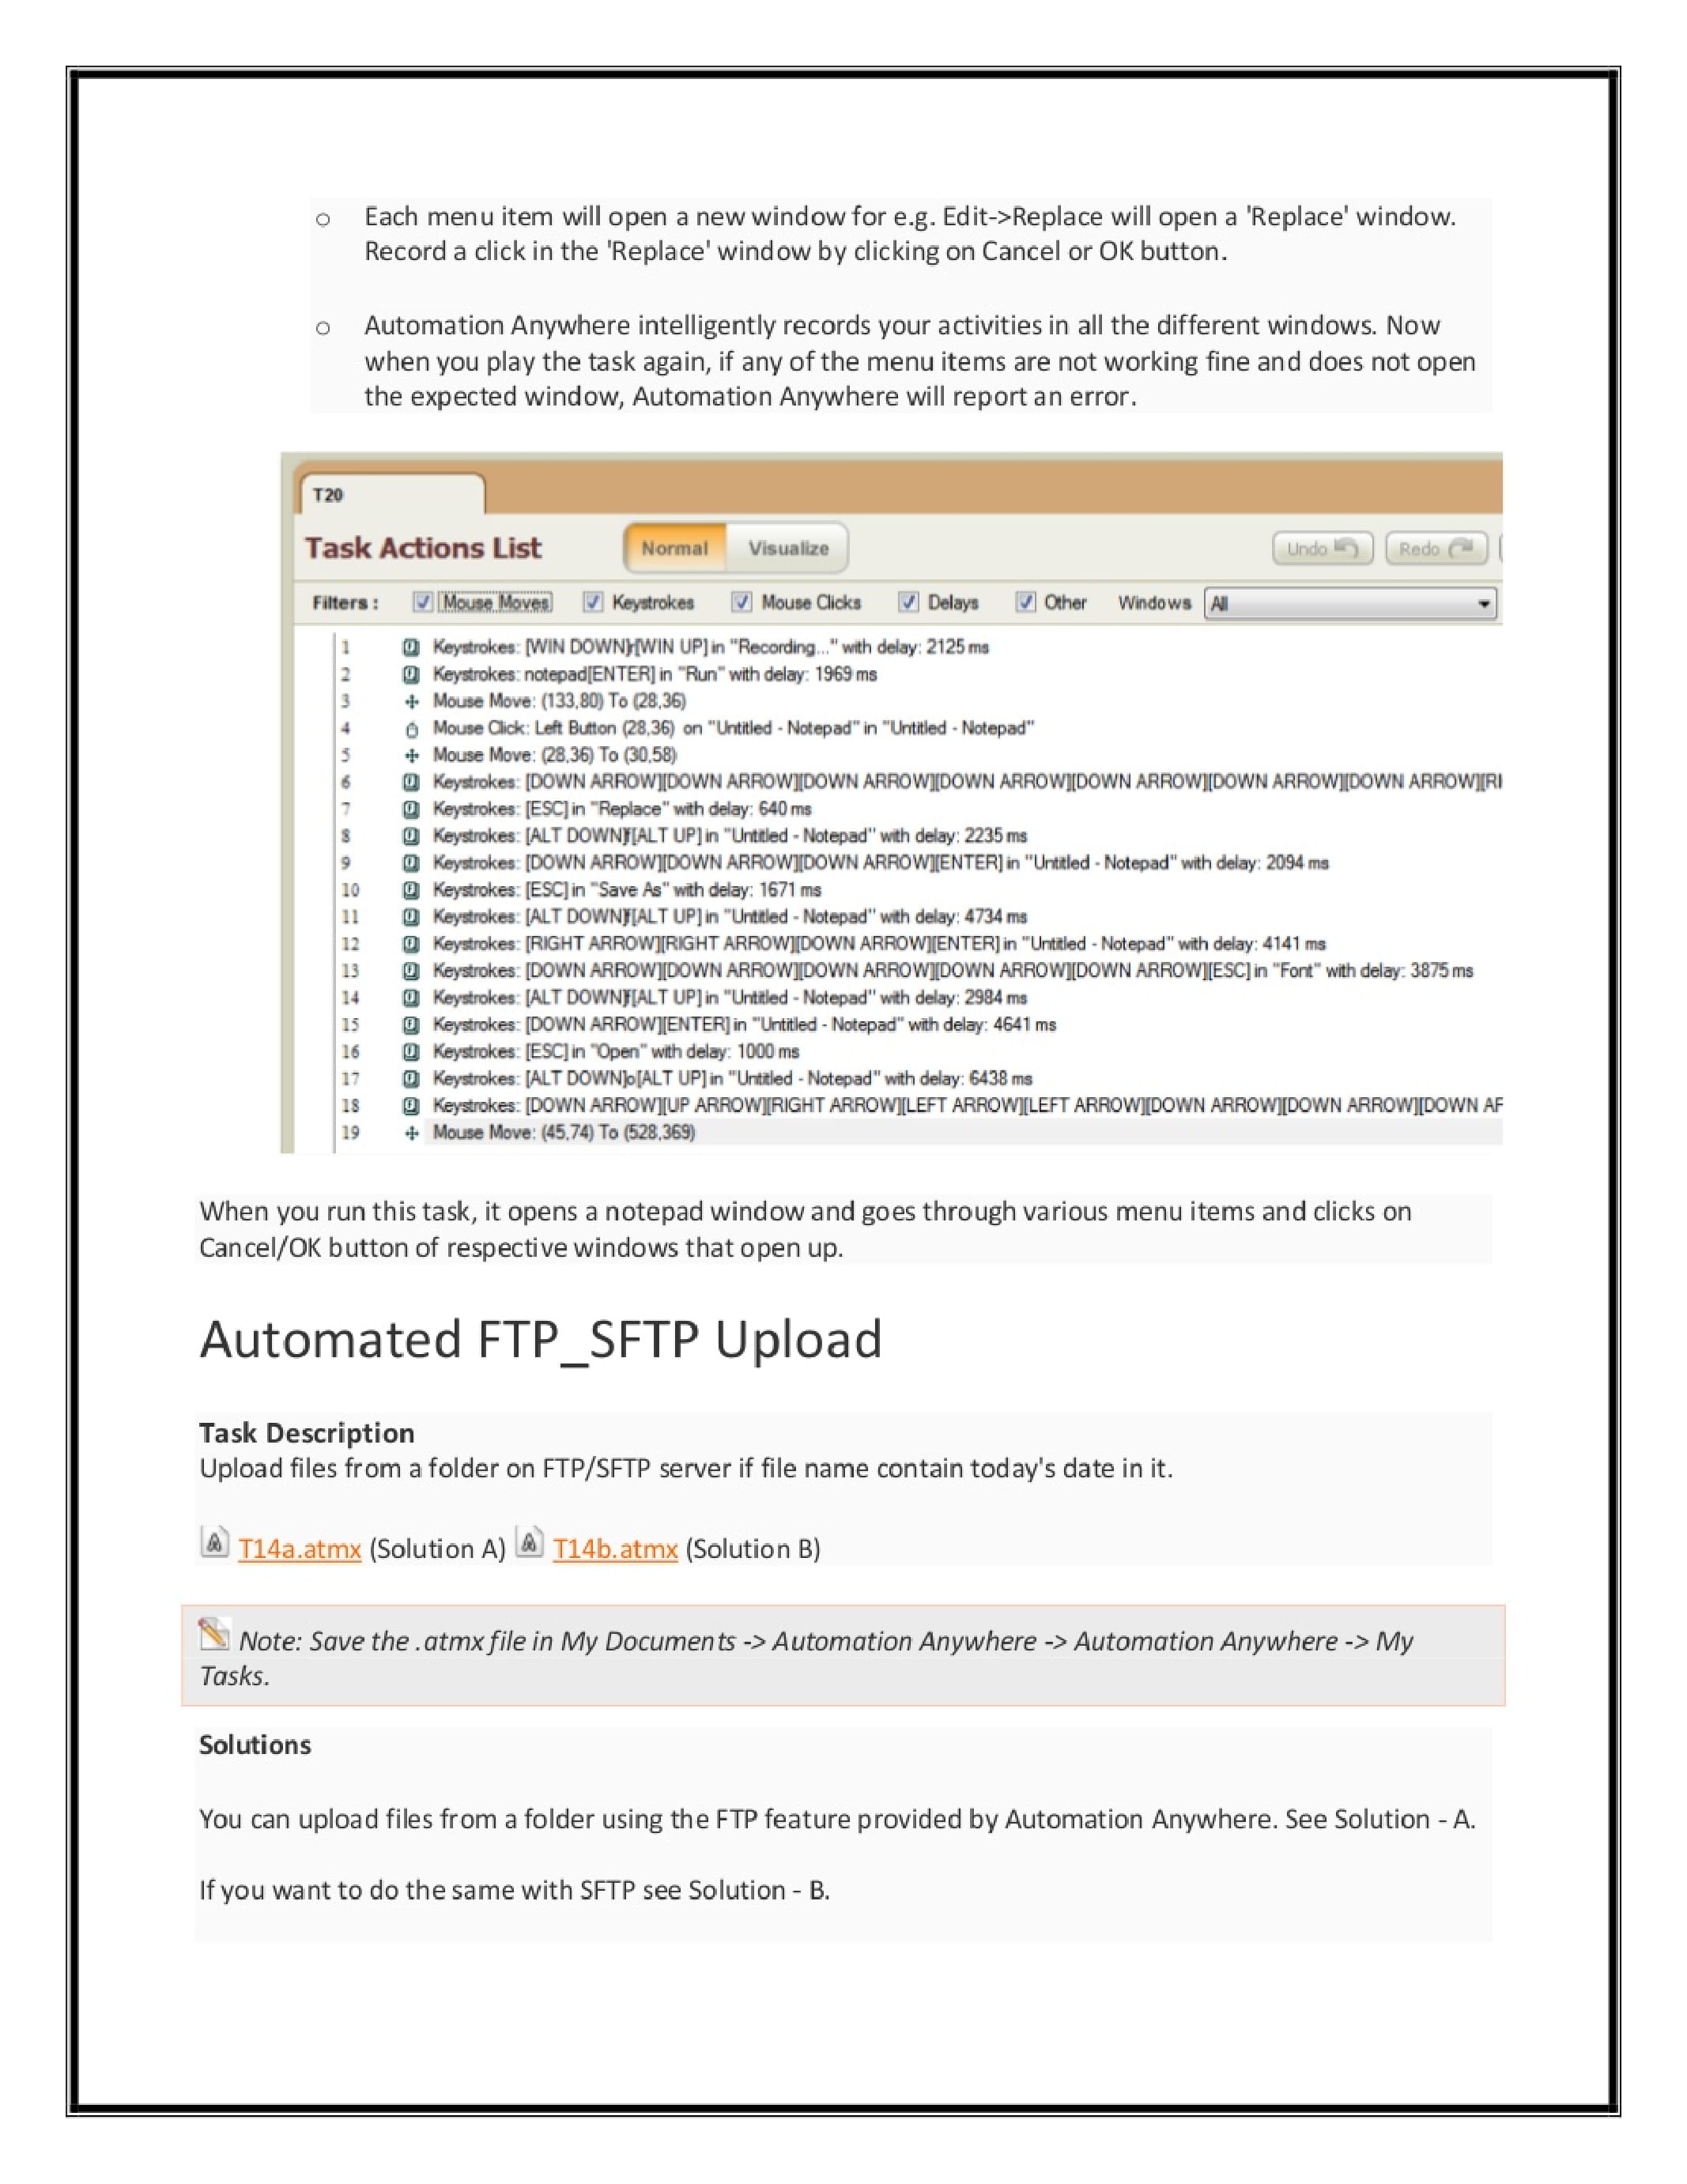 o Each menu item will open a new window for e.g. Edit->Replace will open a 'Replace' window.
Record a click in the 'Replace' window by clicking on Cancel or OK button.
o Automation Anywhere intelligently records your activities in all the different windows. Now
when you play the task again, if any of the menu items are not working fine and does not open
the expected window, Automation Anywhere will report an error.
T20
Task Actions List Normal Visualize Undo Redo
Filters : Mouse Moves Keystrokes Mouse Clicks Delays Other Windows All
1 Keystrokes: [WIN DOWN]r[WIN UP] in "Recording..." with delay: 2125 ms
2 Keystrokes: notepad[ENTER] in "Run" with delay: 1969 ms
3 Mouse Move: (133,80) To (28,36)
4 Mouse Click: Left Button (28,36) on "Untitled - Notepad" in "Untitled - Notepad"
5 Mouse Move: (28,36) To (30,58)
6 Keystrokes: [DOWN ARROW][DOWN ARROW][DOWN ARROW][DOWN ARROW][DOWN ARROW][DOWN ARROW][DOWN ARROW][RI
7 Keystrokes: [ESC] in "Replace" with delay: 640 ms
8 Keystrokes: [ALT DOWN]f[ALT UP] in "Untitled - Notepad" with delay: 2235 ms
9 Keystrokes: [DOWN ARROW][DOWN ARROW][DOWN ARROW][ENTER] in "Untitled - Notepad" with delay: 2094 ms
10 Keystrokes: [ESC] in "Save As" with delay: 1671 ms
11 Keystrokes: [ALT DOWN]f[ALT UP] in "Untitled - Notepad" with delay: 4734 ms
12 Keystrokes: [RIGHT ARROW][RIGHT ARROW][DOWN ARROW][ENTER] in "Untitled - Notepad" with delay: 4141 ms
13 Keystrokes: [DOWN ARROW][DOWN ARROW][DOWN ARROW][DOWN ARROW][DOWN ARROW][ESC] in "Font" with delay: 3875 ms
14 Keystrokes: [ALT DOWN]f[ALT UP] in "Untitled - Notepad" with delay: 2984 ms
15 Keystrokes: [DOWN ARROW][ENTER] in "Untitled - Notepad" with delay: 4641 ms
16 Keystrokes: [ESC] in "Open" with delay: 1000 ms
17 Keystrokes: [ALT DOWN]o[ALT UP] in "Untitled - Notepad" with delay: 6438 ms
18 Keystrokes: [DOWN ARROW][UP ARROW][RIGHT ARROW][LEFT ARROW][LEFT ARROW][DOWN ARROW][DOWN ARROW][DOWN AR
19 Mouse Move: (45,74) To (528,369)
When you run this task, it opens a notepad window and goes through various menu items and clicks on
Cancel/OK button of respective windows that open up.
Automated FTP_SFTP Upload
Task Description
Upload files from a folder on FTP/SFTP server if file name contain today's date in it.
T14a.atmx (Solution A) T14b.atmx (Solution B)
Note: Save the .atmx file in My Documents -> Automation Anywhere -> Automation Anywhere -> My
Tasks.
Solutions
You can upload files from a folder using the FTP feature provided by Automation Anywhere. See Solution - A.
If you want to do the same with SFTP see Solution - B.